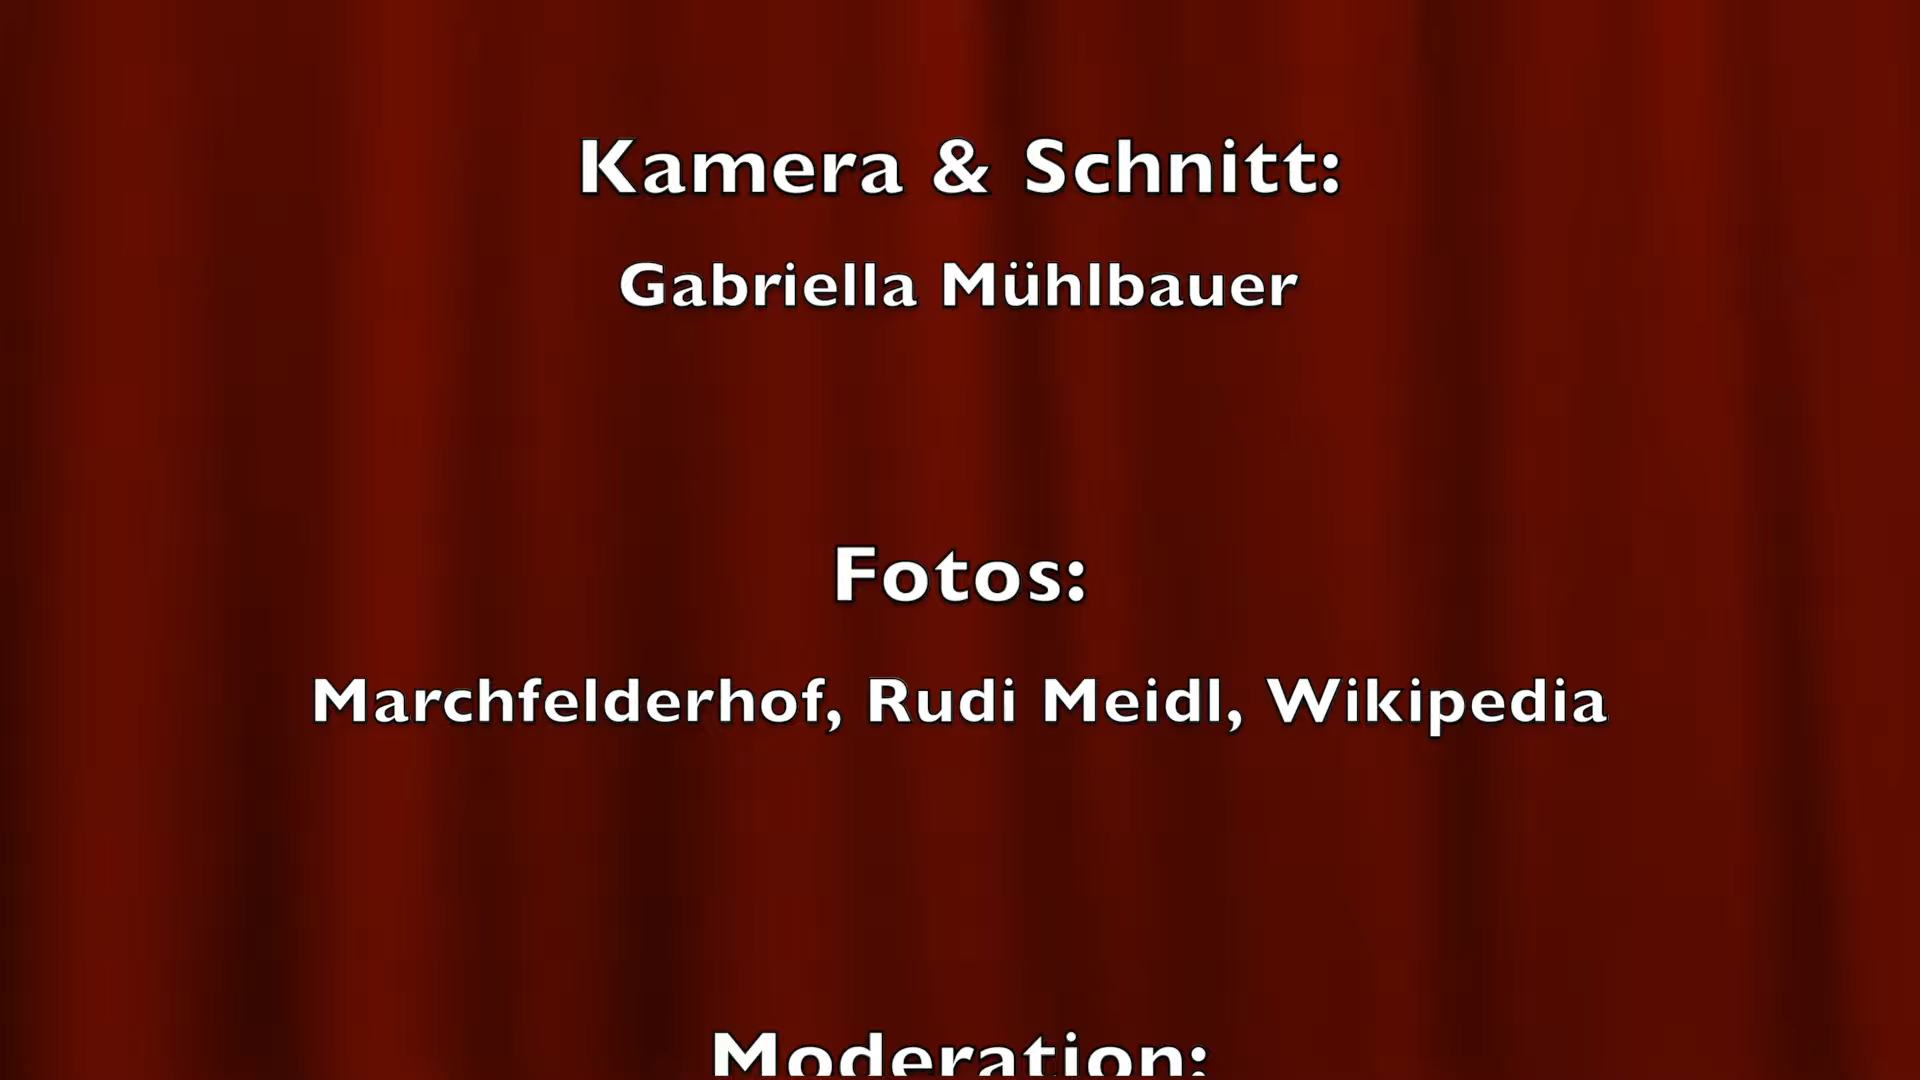 Kamera & Schnitt:
Gabriella Mühlbauer
Fotos:
Marchfelderhof, Rudi Meidl, Wikipedia
Moderation: